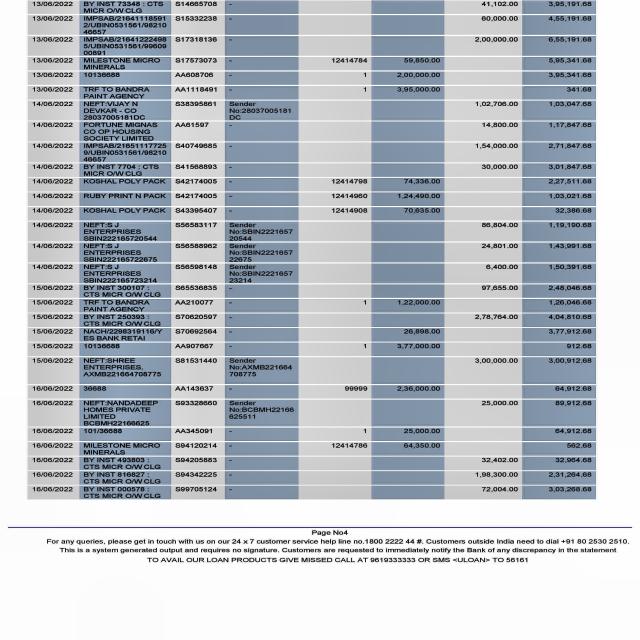 13/06/2022 BY INST 73348 : CTS S14665708 - 41,102.00 3,95,191.68
MICR O/W CLG
13/06/2022 IMPSAB/21641118591 S15332238 - 60,000.00 4,55,191.68
2/UBIN0531561/98210
46657
13/06/2022 IMPSAB/21641222498 S17318136 - 2,00,000.00 6,55,191.68
5/UBIN0531561/99609
00891
13/06/2022 MILESTONE MICRO S17573073 - 12414784 59,850.00 5,95,341.68
MINERALS
13/06/2022 10136688 AA608706 - 1 2,00,000.00 3,95,341.68
13/06/2022 TRF TO BANDRA AA1118491 - 1 3,95,000.00 341.68
PAINT AGENCY
14/06/2022 NEFT:VIJAY N S38395861 Sender 1,02,706.00 1,03,047.68
DEVKAR - CO No:28037005181
28037005181DC DC
14/06/2022 FORTUNE MIGNAS AA61597 - 14,800.00 1,17,847.68
CO OP HOUSING
SOCIETY LIMITED
14/06/2022 IMPSAB/21651117725 S40749685 - 1,54,000.00 2,71,847.68
9/UBIN0531561/98210
46657
14/06/2022 BY INST 7704 : CTS S41568893 - 30,000.00 3,01,847.68
MICR O/W CLG
14/06/2022 KOSHAL POLY PACK S42174005 - 12414798 74,336.00 2,27,511.68
14/06/2022 RUBY PRINT N PACK S42174005 - 12414960 1,24,490.00 1,03,021.68
14/06/2022 KOSHAL POLY PACK S43395407 - 12414908 70,635.00 32,386.68
14/06/2022 NEFT:S J S56583117 Sender 86,804.00 1,19,190.68
ENTERPRISES No:SBIN2221657
SBIN222165720544 20544
14/06/2022 NEFT:S J S56588962 Sender 24,801.00 1,43,991.68
ENTERPRISES No:SBIN2221657
SBIN222165722675 22675
14/06/2022 NEFT:S J S56598148 Sender 6,400.00 1,50,391.68
ENTERPRISES No:SBIN2221657
SBIN222165723214 23214
15/06/2022 BY INST 300107 : S65536835 - 97,655.00 2,48,046.68
CTS MICR O/W CLG
15/06/2022 TRF TO BANDRA AA210077 - 1 1,22,000.00 1,26,046.68
PAINT AGENCY
15/06/2022 BY INST 250393 : S70620597 - 2,78,764.00 4,04,810.68
CTS MICR O/W CLG
15/06/2022 NACH/2298319116/Y S70692564 - 26,898.00 3,77,912.68
ES BANK RETAI
15/06/2022 10136688 AA907667 - 1 3,77,000.00 912.68
15/06/2022 NEFT:SHREE S81531440 Sender 3,00,000.00 3,00,912.68
ENTERPRISES, No:AXMB221664
AXMB221664708775 708775
16/06/2022 36688 AA143637 - 99999 2,36,000.00 64,912.68
16/06/2022 NEFT:NANDADEEP S93328660 Sender 25,000.00 89,912.68
HOMES PRIVATE No:BCBMH22166
LIMITED 625511
BCBMH22166625
16/06/2022 101/36688 AA345091 - 1 25,000.00 64,912.68
16/06/2022 MILESTONE MICRO S94120214 - 12414786 64,350.00 562.68
MINERALS
16/06/2022 BY INST 493803 : S94205883 - 32,402.00 32,964.68
CTS MICR O/W CLG
16/06/2022 BY INST 816827 : S94342225 - 1,98,300.00 2,31,264.68
CTS MICR O/W CLG
16/06/2022 BY INST 000578 : S99705124 - 72,004.00 3,03,268.68
CTS MICR O/W CLG
Page No4
For any queries, please get in touch with us on our 24 x 7 customer service help line no.1800 2222 44 #. Customers outside India need to dial +91 80 2530 2510.
This is a system generated output and requires no signature. Customers are requested to immediately notify the Bank of any discrepancy in the statement
TO AVAIL OUR LOAN PRODUCTS GIVE MISSED CALL AT 9619333333 OR SMS <ULOAN> TO 56161